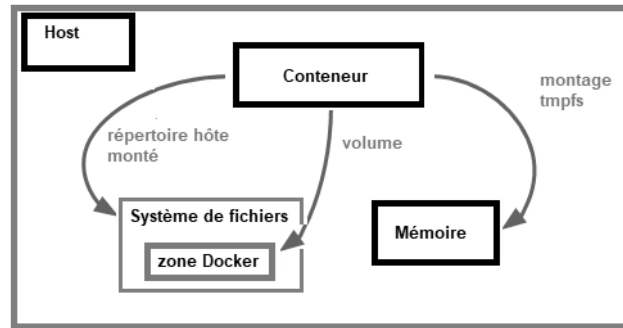 Host
Conteneur
montage
tmpfs
répertoire hôte
monté
volume
Système de fichiers
zone Docker
Mémoire